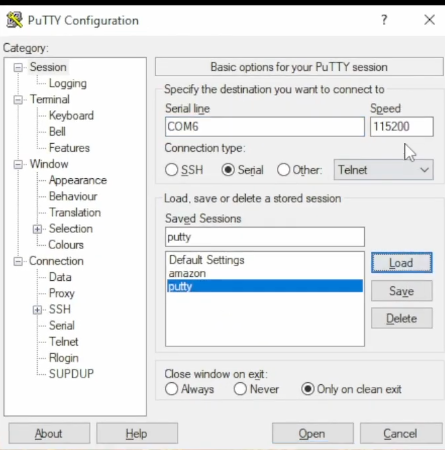 PuTTY Configuration ? ×
Category:
Session
Logging
Terminal
Keyboard
Bell
Features
Window
Appearance
Behaviour
Translation
Selection
Colours
Connection
Data
Proxy
SSH
Serial
Telnet
Rlogin
SUPDUP
Basic options for your PuTTY session
Specify the destination you want to connect to
Serial line Speed
COM6 115200
Connection type:
SSH Serial Other: Telnet
Load, save or delete a stored session
Saved Sessions
putty
Default Settings
amazon
putty
Load
Save
Delete
Close window on exit:
Always Never Only on clean exit
About Help Open Cancel